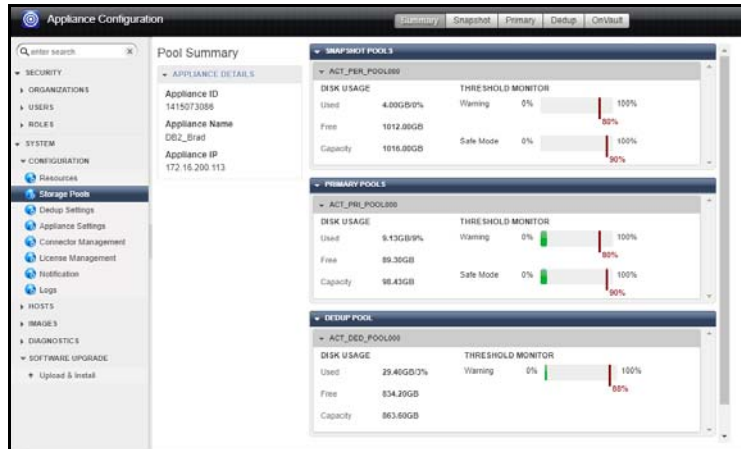 Appliance Configuration
Summary
Snapshot
Primary
Dedup
OnVault
enter search
SECURITY
ORGANIZATIONS
USERS
ROLES
SYSTEM
CONFIGURATION
Resources
Storage Pools
Dedup Settings
Appliance Settings
Connector Management
License Management
Notification
Logs
HOSTS
IMAGES
DIAGNOSTICS
SOFTWARE UPGRADE
Upload & Install
Pool Summary
APPLIANCE DETAILS
Appliance ID
1415073086
Appliance Name
DB2_Brad
Appliance IP
172.16.200.113
SNAPSHOT POOLS
ACT_PER_POOL000
DISK USAGE
THRESHOLD MONITOR
Used 4.00GB/0%
Warning 0% 100%
80%
Free 1012.00GB
Safe Mode 0% 100%
Capacity 1016.00GB
90%
PRIMARY POOLS
ACT_PRI_POOL000
DISK USAGE
THRESHOLD MONITOR
Used 9.13GB/9%
Warning 0% 100%
80%
Free 89.30GB
Safe Mode 0% 100%
Capacity 98.43GB
90%
DEDUP POOL
ACT_DED_POOL000
DISK USAGE
THRESHOLD MONITOR
Used 29.40GB/3%
Warning 0% 100%
88%
Free 834.20GB
Capacity 863.60GB